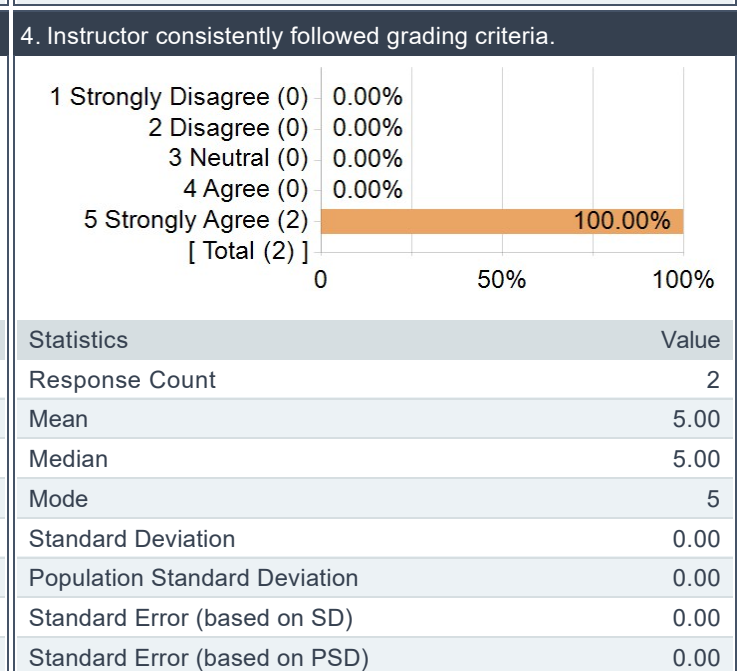 4. Instructor consistently followed grading criteria.
1 Strongly Disagree (0) 0.00%
2 Disagree (0) 0.00%
3 Neutral (0) 0.00%
4 Agree (0) 0.00%
5 Strongly Agree (2) 100.00%
[ Total (2) ]
0 50% 100%
Statistics Value
Response Count 2
Mean 5.00
Median 5.00
Mode 5
Standard Deviation 0.00
Population Standard Deviation 0.00
Standard Error (based on SD) 0.00
Standard Error (based on PSD) 0.00